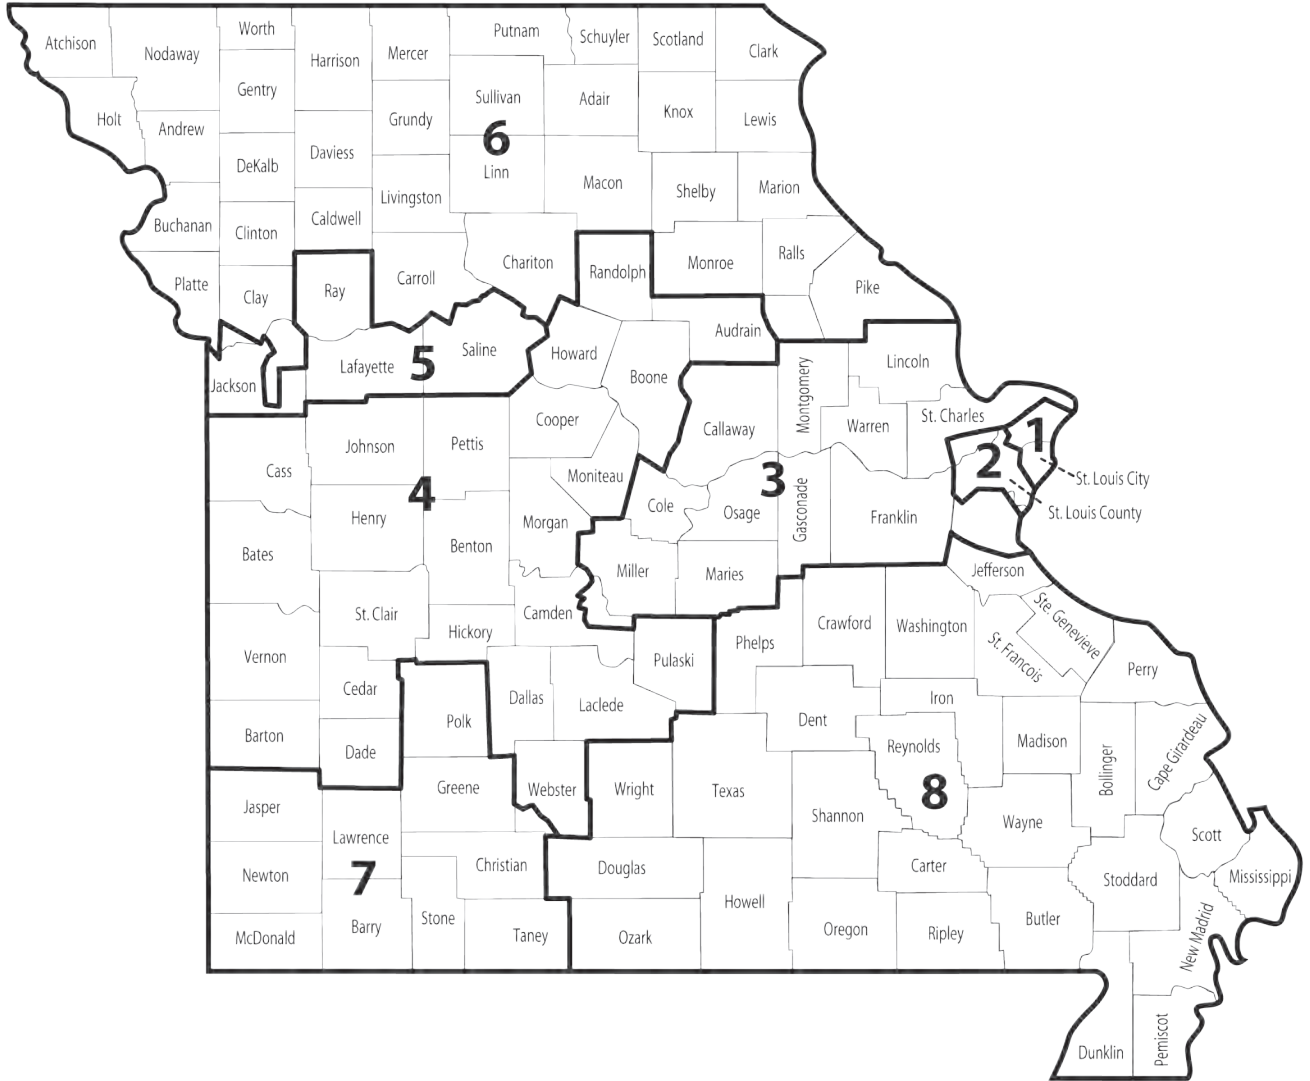 Atchison
Nodaway
Worth
Harrison
Mercer
Putnam
Schuyler
Scotland
Clark
Gentry
Sullivan
Adair
Knox
Lewis
Holt
Andrew
Grundy
6
DeKalb
Daviess
Linn
Macon
Shelby
Marion
Livingston
Buchanan
Clinton
Caldwell
Platte
Clay
Ray
Carroll
Chariton
Randolph
Monroe
Ralls
Pike
Audrain
Jackson
Lafayette
5
Saline
Howard
Boone
Montgomery
Lincoln
Johnson
Pettis
Cooper
Callaway
Warren
St. Charles
1
Cass
Moniteau
3
2
St. Louis City
4
Henry
Morgan
Cole
Osage
Gasconade
Franklin
St. Louis County
Bates
Benton
Miller
Maries
Jefferson
St. Clair
Camden
Hickory
Phelps
Crawford
Washington
Ste. Genevieve
St. Francois
Vernon
Cedar
Pulaski
Perry
Polk
Dallas
Laclede
Iron
Barton
Dade
Dent
Reynolds
Madison
Bollinger
Cape Girardeau
Jasper
Greene
Webster
Wright
Texas
8
Shannon
Wayne
Scott
Lawrence
7
Newton
Christian
Douglas
Carter
Stoddard
Mississippi
McDonald
Barry
Stone
Taney
Ozark
Howell
Oregon
Ripley
Butler
New Madrid
Dunklin
Pemiscot